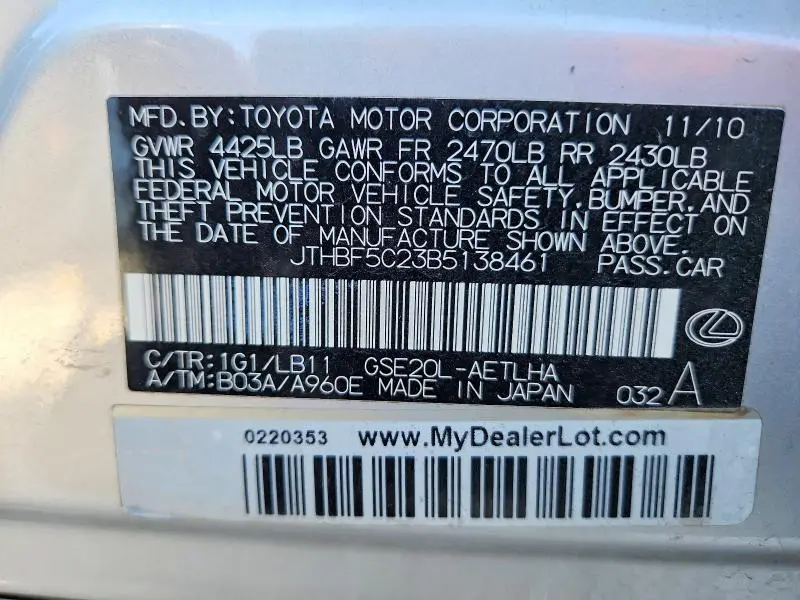 MFD. BY: TOYOTA MOTOR CORPORATION 11/10
GVWR 4425LB GAWR FR 2470LB RR 2430LB
THIS VEHICLE CONFORMS TO ALL APPLICABLE
FEDERAL MOTOR VEHICLE SAFETY, BUMPER, AND
THEFT PREVENTION STANDARDS IN EFFECT ON
THE DATE OF MANUFACTURE SHOWN ABOVE.
JTHBF5C23B5138461 PASS. CAR
C/TR: 1G1/LB11 GSE20L-AETLHA
A/TM: B03A/A960E MADE IN JAPAN 032 A
0220353 www.MyDealerLot.com